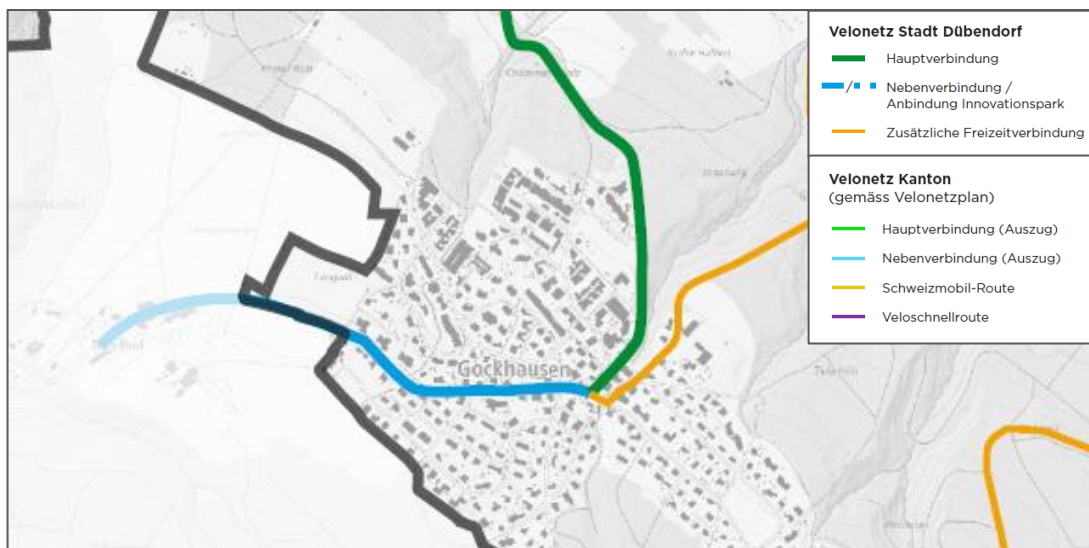 Velonetz Stadt Dübendorf
Hauptverbindung
Nebenverbindung /
Anbindung Innovationspark
Zusätzliche Freizeitverbindung
Velonetz Kanton
(gemäss Velonetzplan)
Hauptverbindung (Auszug)
Nebenverbindung (Auszug)
Schweizmobil-Route
Veloschnellroute
Gockhausen